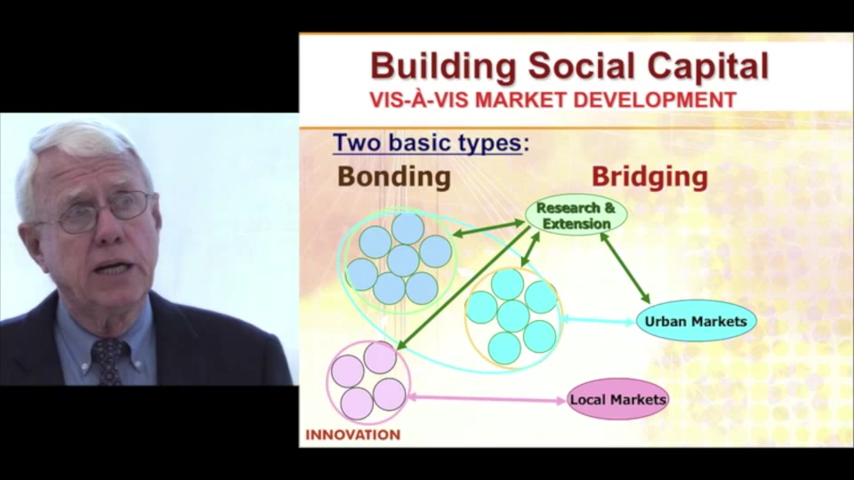 Building Social Capital
VIS-À-VIS MARKET DEVELOPMENT
Two basic types:
Bonding
Bridging
Research &
Extension
Urban Markets
Local Markets
INNOVATION